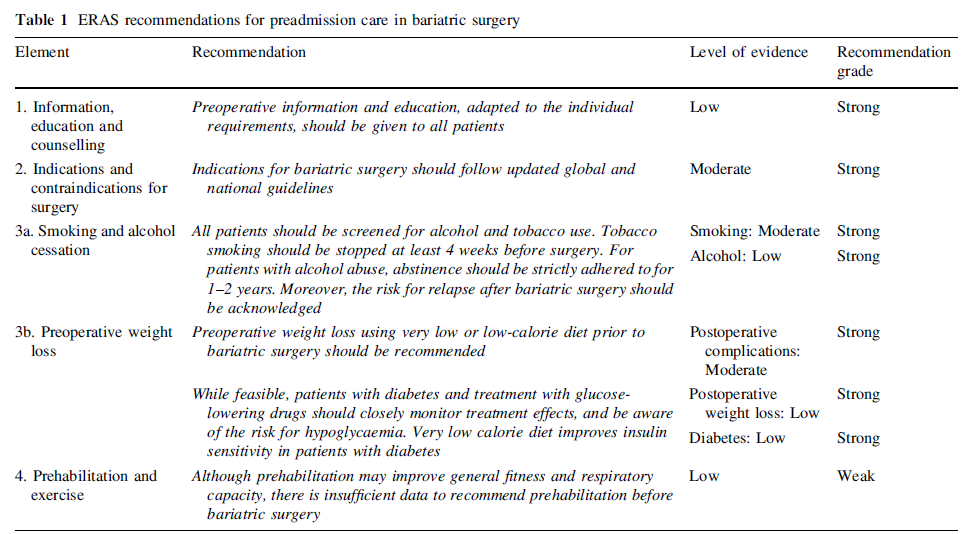 Table 1 ERAS recommendations for preadmission care in bariatric surgery
Element Recommendation Level of evidence Recommendation
grade
1. Information,
education and
counselling
Preoperative information and education, adapted to the individual
requirements, should be given to all patients
Low Strong
2. Indications and
contraindications for
surgery
Indications for bariatric surgery should follow updated global and
national guidelines
Moderate Strong
3a. Smoking and alcohol
cessation
All patients should be screened for alcohol and tobacco use. Tobacco
smoking should be stopped at least 4 weeks before surgery. For
patients with alcohol abuse, abstinence should be strictly adhered to for
1–2 years. Moreover, the risk for relapse after bariatric surgery should
be acknowledged
Smoking: Moderate Strong
Alcohol: Low Strong
3b. Preoperative weight
loss
Preoperative weight loss using very low or low-calorie diet prior to
bariatric surgery should be recommended
Postoperative
complications:
Moderate
Strong
While feasible, patients with diabetes and treatment with glucose-
lowering drugs should closely monitor treatment effects, and be aware
of the risk for hypoglycaemia. Very low calorie diet improves insulin
sensitivity in patients with diabetes
Postoperative
weight loss: Low
Strong
Diabetes: Low Strong
4. Prehabilitation and
exercise
Although prehabilitation may improve general fitness and respiratory
capacity, there is insufficient data to recommend prehabilitation before
bariatric surgery
Low Weak